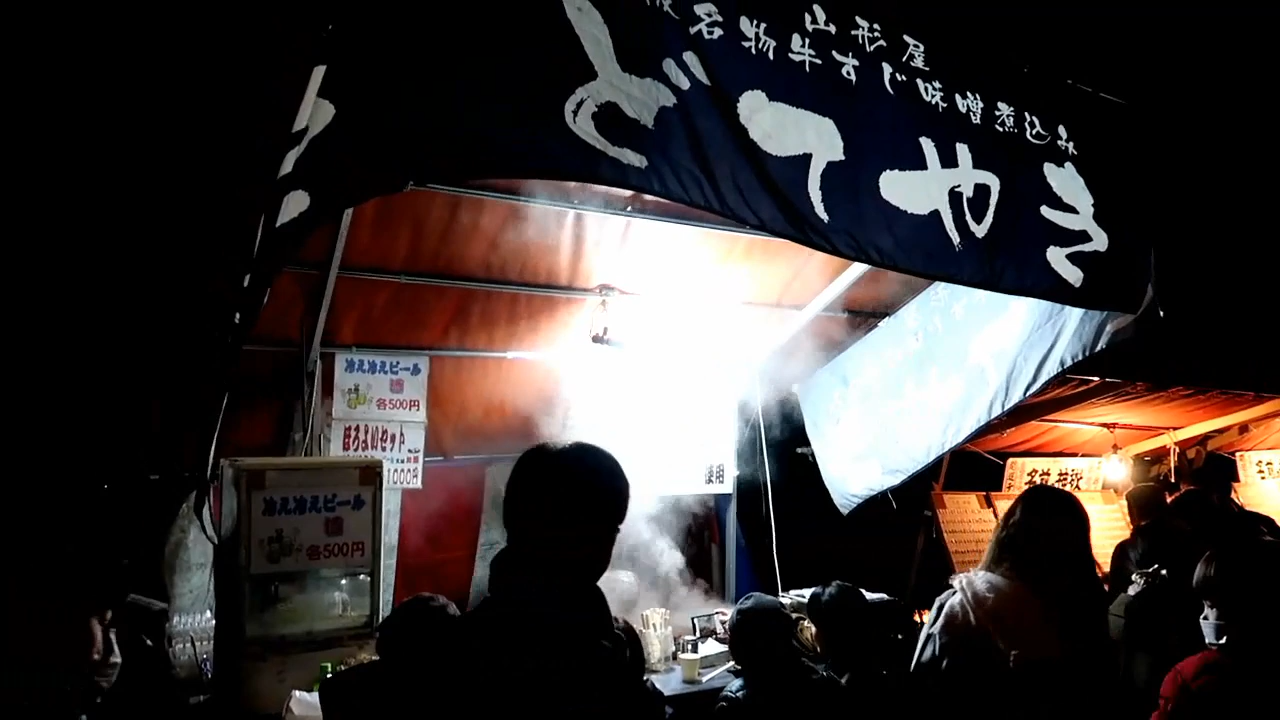 山形屋
阪名物牛すじ味噌煮込み
どてやき
冷え冷えビール
各500円
ほろよいセット
1000円
冷え冷えビール
各500円
使用